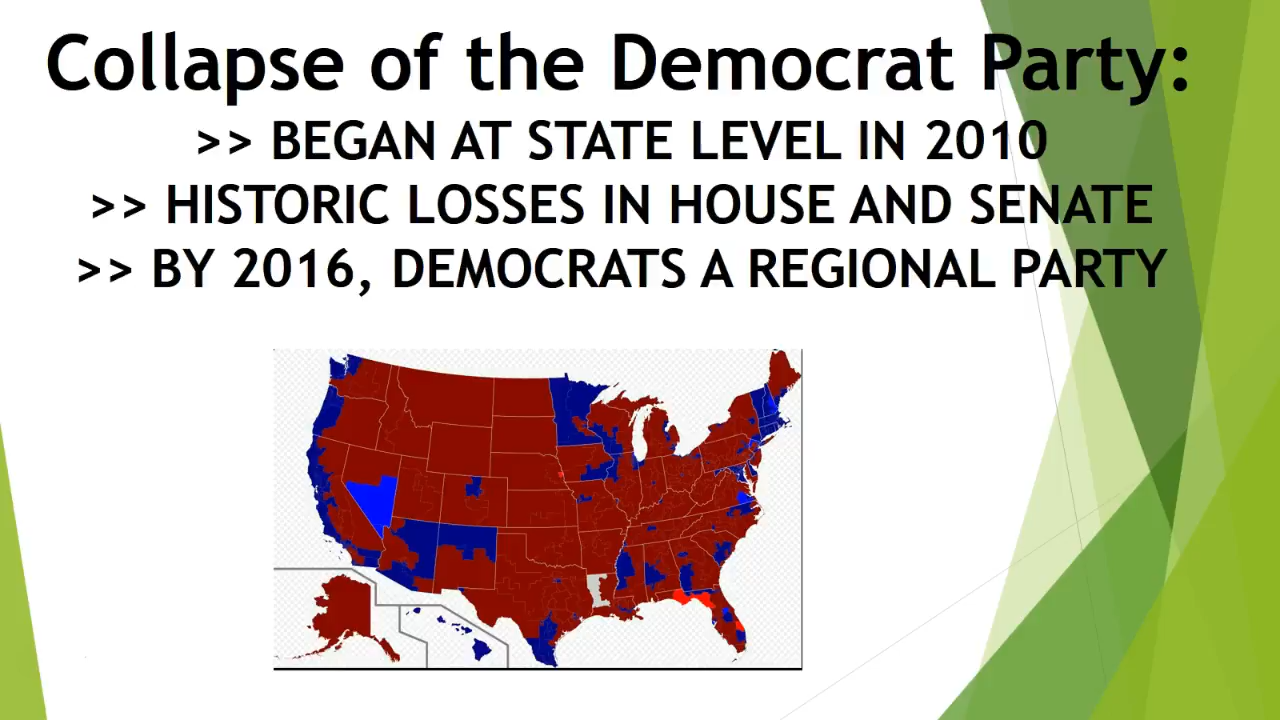 Collapse of the Democrat Party:
>> BEGAN AT STATE LEVEL IN 2010
>> HISTORIC LOSSES IN HOUSE AND SENATE
>> BY 2016, DEMOCRATS A REGIONAL PARTY